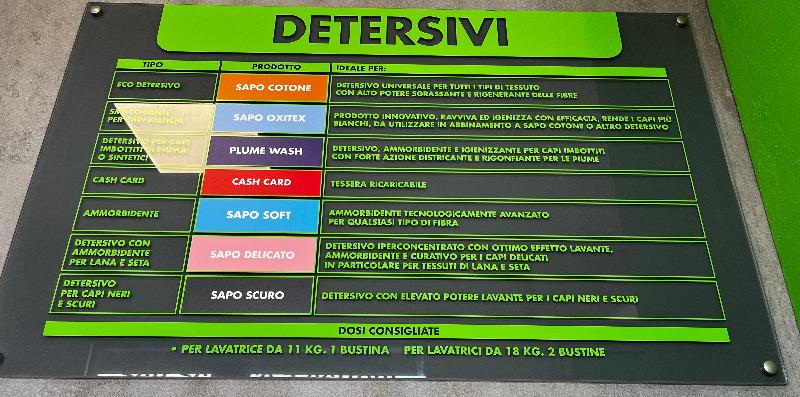 DETERSIVI
TIPO PRODOTTO IDEALE PER:
ECO DETERSIVO
SAPO COTONE
DETERSIVO UNIVERSALE PER TUTTI I TIPI DI TESSUTO
CON ALTO POTERE SGRASSANTE E RIGENERANTE DELLE FIBRE
SMACCHIANTE
PER CAPI BIANCHI
SAPO OXITEX
PRODOTTO INNOVATIVO, RAVVIVA ED IGENIZZA CON EFFICACIA, RENDE I CAPI PIÙ
BIANCHI, DA UTILIZZARE IN ABBINAMENTO A SAPO COTONE O ALTRO DETERSIVO
DETERSIVO PER CAPI
IMBOTTITI DI PIUMA
O SINTETICI
PLUME WASH
DETERSIVO, AMMORBIDENTE E IGIENIZZANTE PER CAPI IMBOTTITI
CON FORTE AZIONE DISTRICANTE E RIGONFIANTE PER LE PIUME
CASH CARD
CASH CARD
TESSERA RICARICABILE
AMMORBIDENTE
SAPO SOFT
AMMORBIDENTE TECNOLOGICAMENTE AVANZATO
PER QUALSIASI TIPO DI FIBRA
DETERSIVO CON
AMMORBIDENTE
PER LANA E SETA
SAPO DELICATO
DETERSIVO IPERCONCENTRATO CON OTTIMO EFFETTO LAVANTE,
AMMORBIDENTE E CURATIVO PER I CAPI DELICATI
IN PARTICOLARE PER TESSUTI DI LANA E SETA
DETERSIVO
PER CAPI NERI
E SCURI
SAPO SCURO
DETERSIVO CON ELEVATO POTERE LAVANTE PER I CAPI NERI E SCURI
DOSI CONSIGLIATE
• PER LAVATRICE DA 11 KG. 1 BUSTINA PER LAVATRICI DA 18 KG. 2 BUSTINE